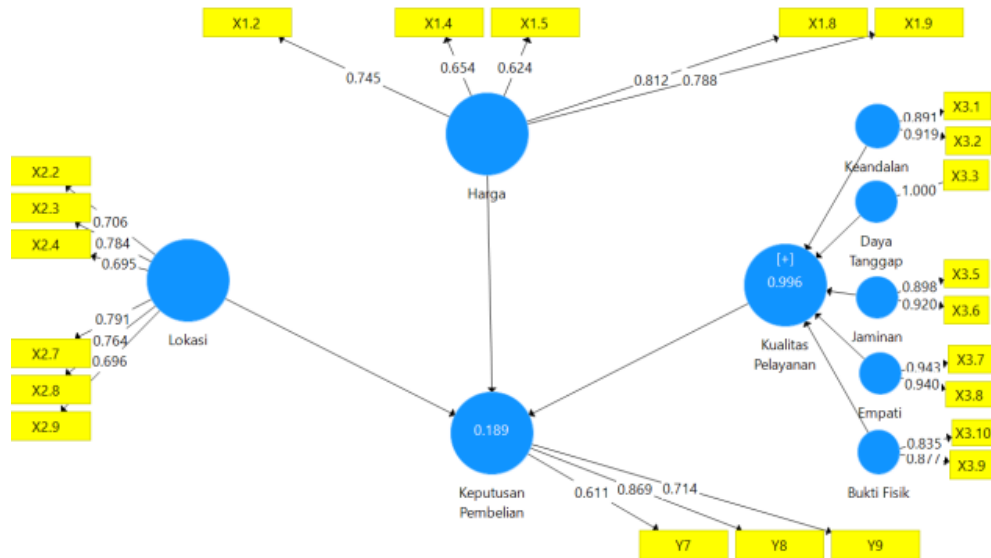 X1.2
X1.4
X1.5
X1.8
X1.9
0.745
0.654
0.624
0.812
0.788
Harga
X2.2
X2.3
X2.4
X2.7
X2.8
X2.9
0.706
0.784
0.695
0.791
0.764
0.696
Lokasi
X3.1
X3.2
0.891
0.919
Keandalan
X3.3
1.000
Daya
Tanggap
X3.5
X3.6
0.898
0.920
Jaminan
X3.7
X3.8
0.943
0.940
Empati
X3.10
X3.9
0.835
0.877
Bukti Fisik
[+]
0.996
Kualitas
Pelayanan
0.189
Keputusan
Pembelian
0.611
0.869
0.714
Y7
Y8
Y9